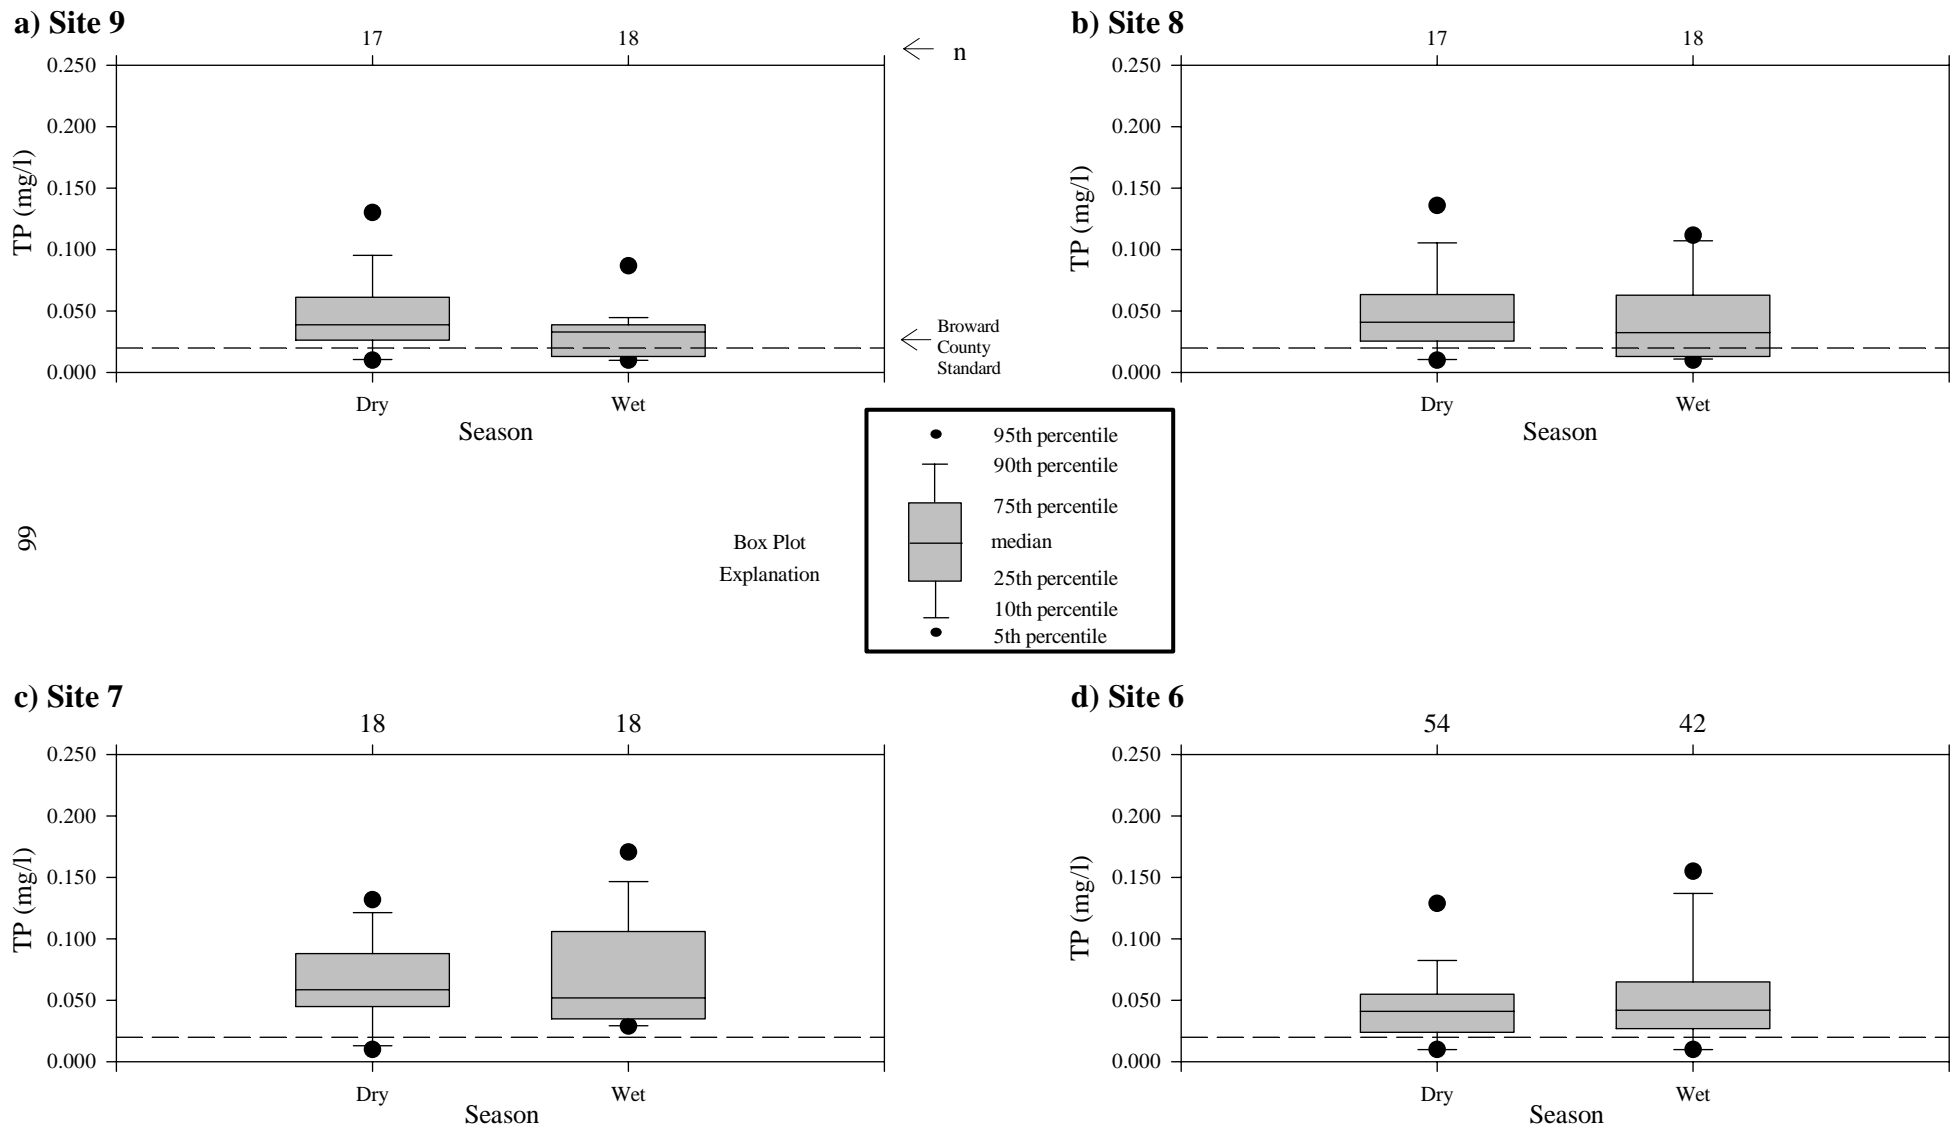 a) Site 9
17
18
n
0.250
0.200
0.150
0.100
0.050
0.000
TP (mg/l)
Dry
Wet
Season
Broward
County
Standard
b) Site 8
17
18
0.250
0.200
0.150
0.100
0.050
0.000
TP (mg/l)
Dry
Wet
Season
Box Plot
Explanation
95th percentile
90th percentile
75th percentile
median
25th percentile
10th percentile
5th percentile
66
c) Site 7
18
18
0.250
0.200
0.150
0.100
0.050
0.000
TP (mg/l)
Dry
Wet
Season
d) Site 6
54
42
0.250
0.200
0.150
0.100
0.050
0.000
TP (mg/l)
Dry
Wet
Season